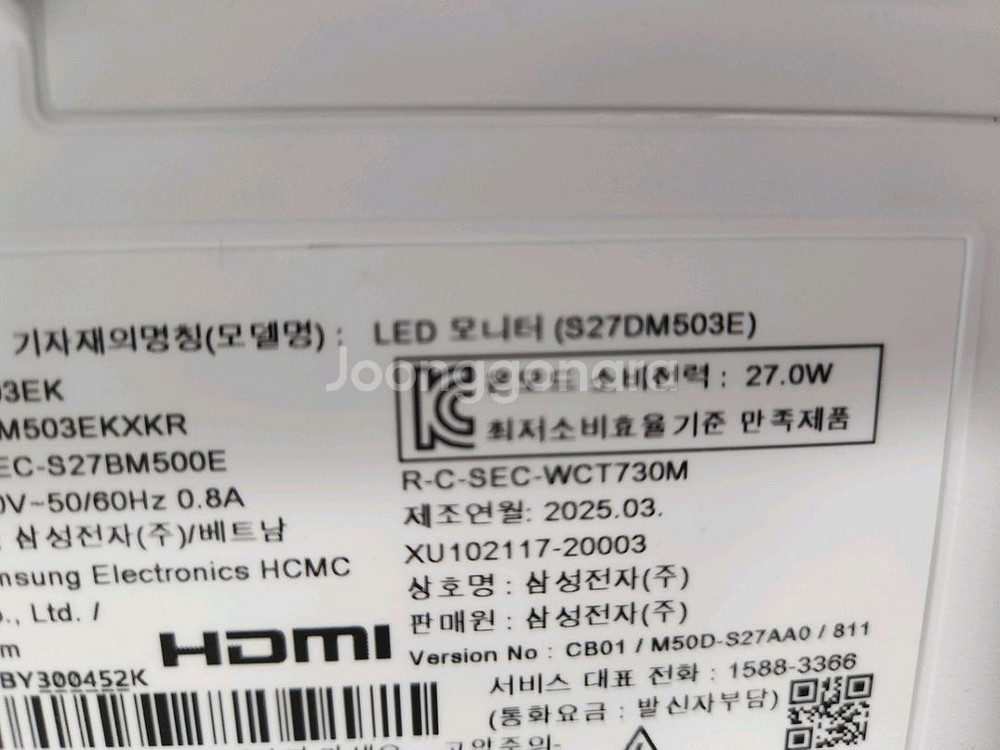 기자재의명칭(모델명) : LED 모니터 (S27DM503E)
03EK
M503EKXKR
EC-S27BM500E
0V~50/60Hz 0.8A
: 삼성전자(주)/베트남
msung Electronics HCMC
o., Ltd. /
m
HDMI
BY300452K
Joonggonara
온모드 소비전력 : 27.0W
최저소비효율기준 만족제품
R-C-SEC-WCT730M
제조연월: 2025.03.
XU102117-20003
상호명 : 삼성전자(주)
판매원 : 삼성전자(주)
Version No : CB01 / M50D-S27AA0 / 811
서비스 대표 전화 : 1588-3366
(통화요금 : 발신자부담)